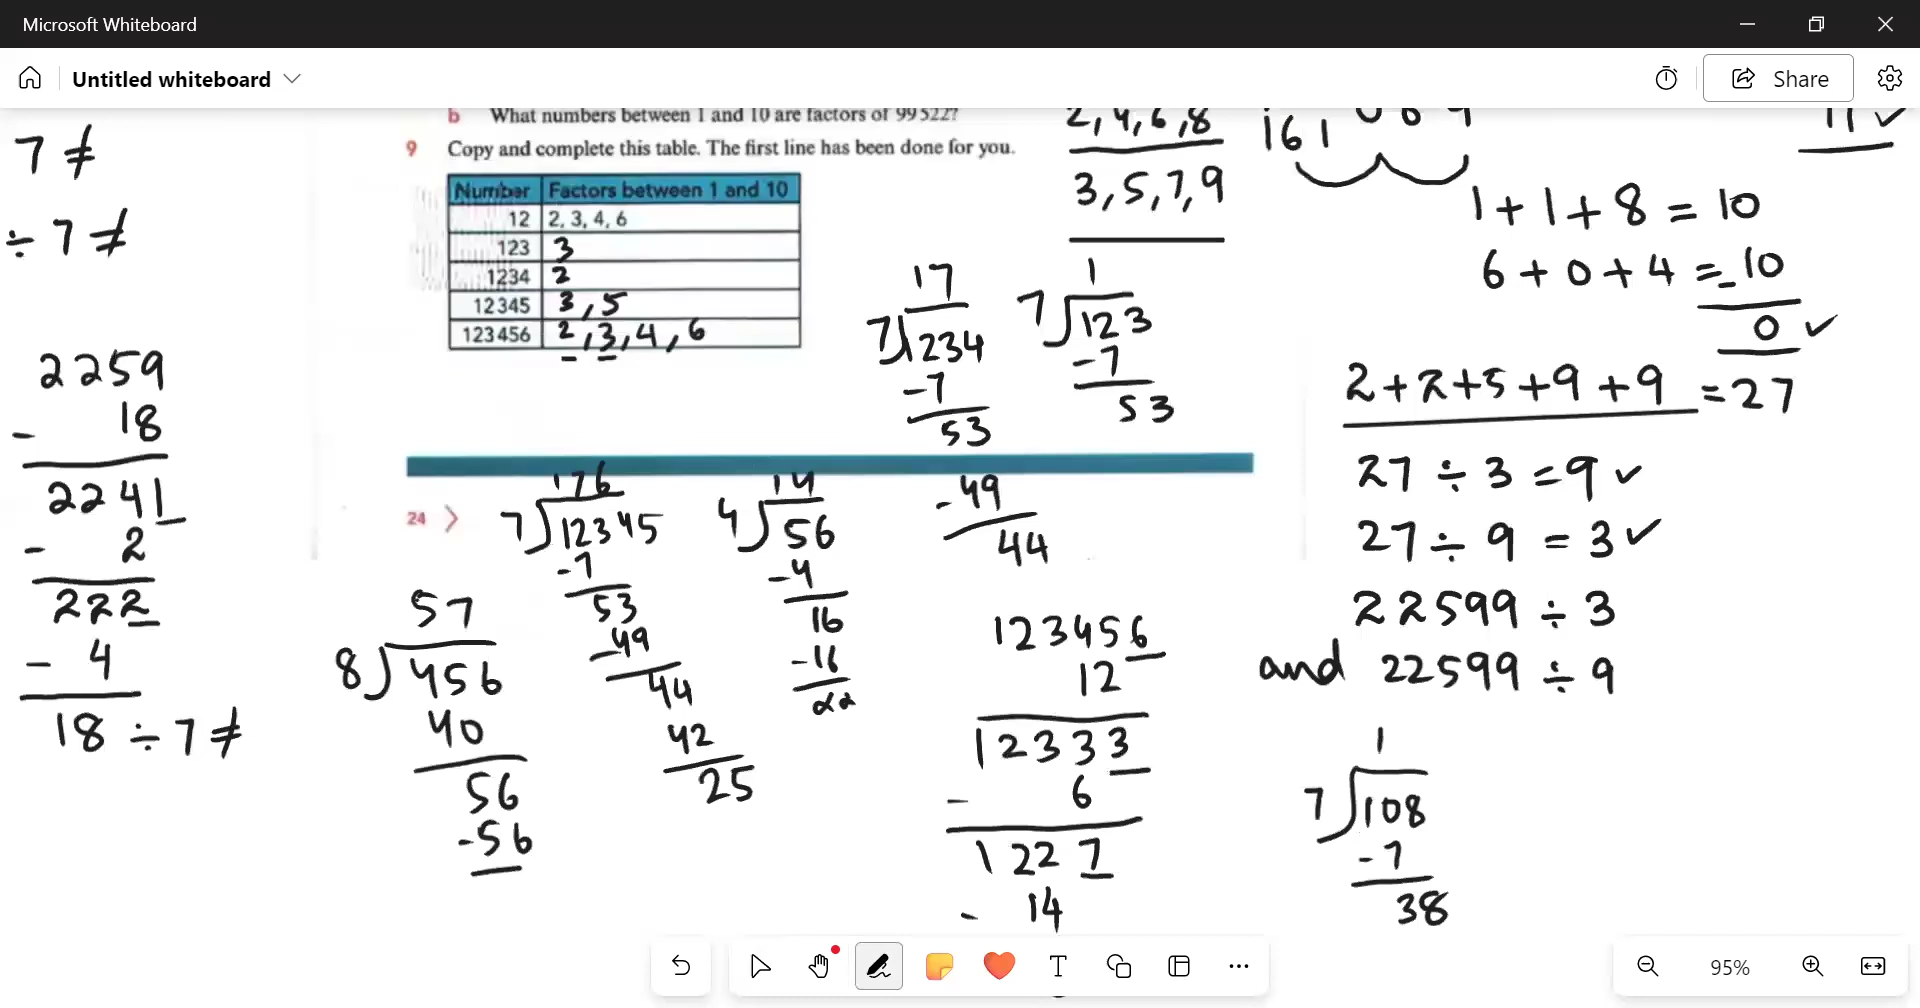 Microsoft Whiteboard
Untitled whiteboard
Share
b What numbers between 1 and 10 are factors of 99 522?
9 Copy and complete this table. The first line has been done for you.
Number Factors between 1 and 10
12 2, 3, 4, 6
123 3
1234 2
12345 3, 5
123456 2, 3, 4, 6
24 >
7 ≠
÷ 7 ≠
2259
- 18
2241
- 2
222
- 4
18 ÷ 7 ≠
57
8 456
40
56
-56
176
7 12345
-7
53
-49
44
42
25
14
4 56
-4
16
-16
2, 4, 6, 8
3, 5, 7, 9
17
7 1234
-7
53
-49
44
1
7 123
-7
53
123456
12
12333
- 6
1227
- 14
161
11 ✓
1 + 1 + 8 = 10
6 + 0 + 4 = 10
0 ✓
2 + 2 + 5 + 9 + 9 = 27
27 ÷ 3 = 9 ✓
27 ÷ 9 = 3 ✓
22599 ÷ 3
and 22599 ÷ 9
1
7 108
-7
38
T
95%